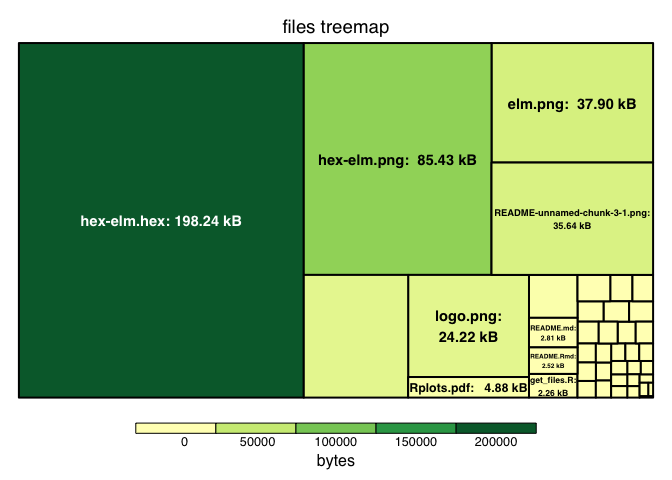 files treemap
hex-elm.hex: 198.24 kB
hex-elm.png: 85.43 kB
elm.png: 37.90 kB
README-unnamed-chunk-3-1.png:
35.64 kB
logo.png:
24.22 kB
Rplots.pdf: 4.88 kB
README.md:
2.81 kB
README.Rmd:
2.52 kB
get_files.R:
2.26 kB
0 50000 100000 150000 200000
bytes